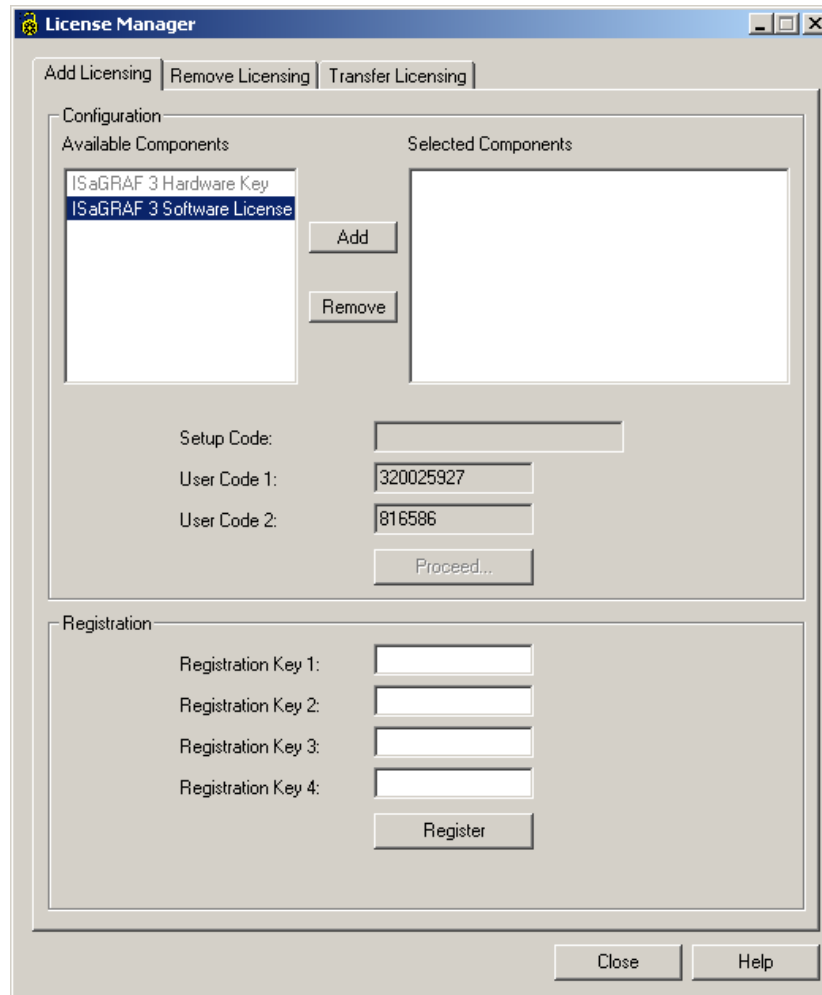 License Manager
Add Licensing Remove Licensing Transfer Licensing
Configuration
Available Components Selected Components
ISaGRAF 3 Hardware Key
ISaGRAF 3 Software License
Add
Remove
Setup Code:
User Code 1: 320025927
User Code 2: 816586
Proceed...
Registration
Registration Key 1:
Registration Key 2:
Registration Key 3:
Registration Key 4:
Register
Close Help